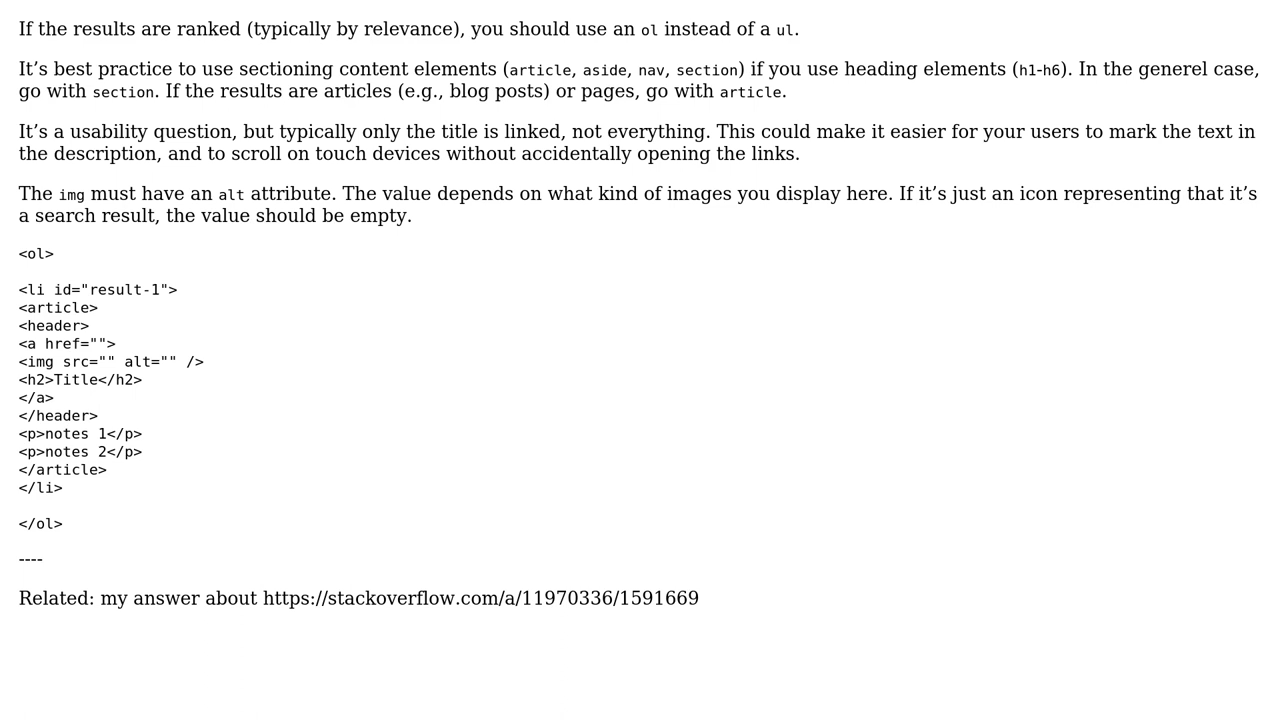 If the results are ranked (typically by relevance), you should use an ol instead of a ul.
It’s best practice to use sectioning content elements (article, aside, nav, section) if you use heading elements (h1-h6). In the generel case,
go with section. If the results are articles (e.g., blog posts) or pages, go with article.
It’s a usability question, but typically only the title is linked, not everything. This could make it easier for your users to mark the text in
the description, and to scroll on touch devices without accidentally opening the links.
The img must have an alt attribute. The value depends on what kind of images you display here. If it’s just an icon representing that it’s
a search result, the value should be empty.
<ol>
<li id="result-1">
<article>
<header>
<a href="">
<img src="" alt="" />
<h2>Title</h2>
</a>
</header>
<p>notes 1</p>
<p>notes 2</p>
</article>
</li>
</ol>
----
Related: my answer about https://stackoverflow.com/a/11970336/1591669